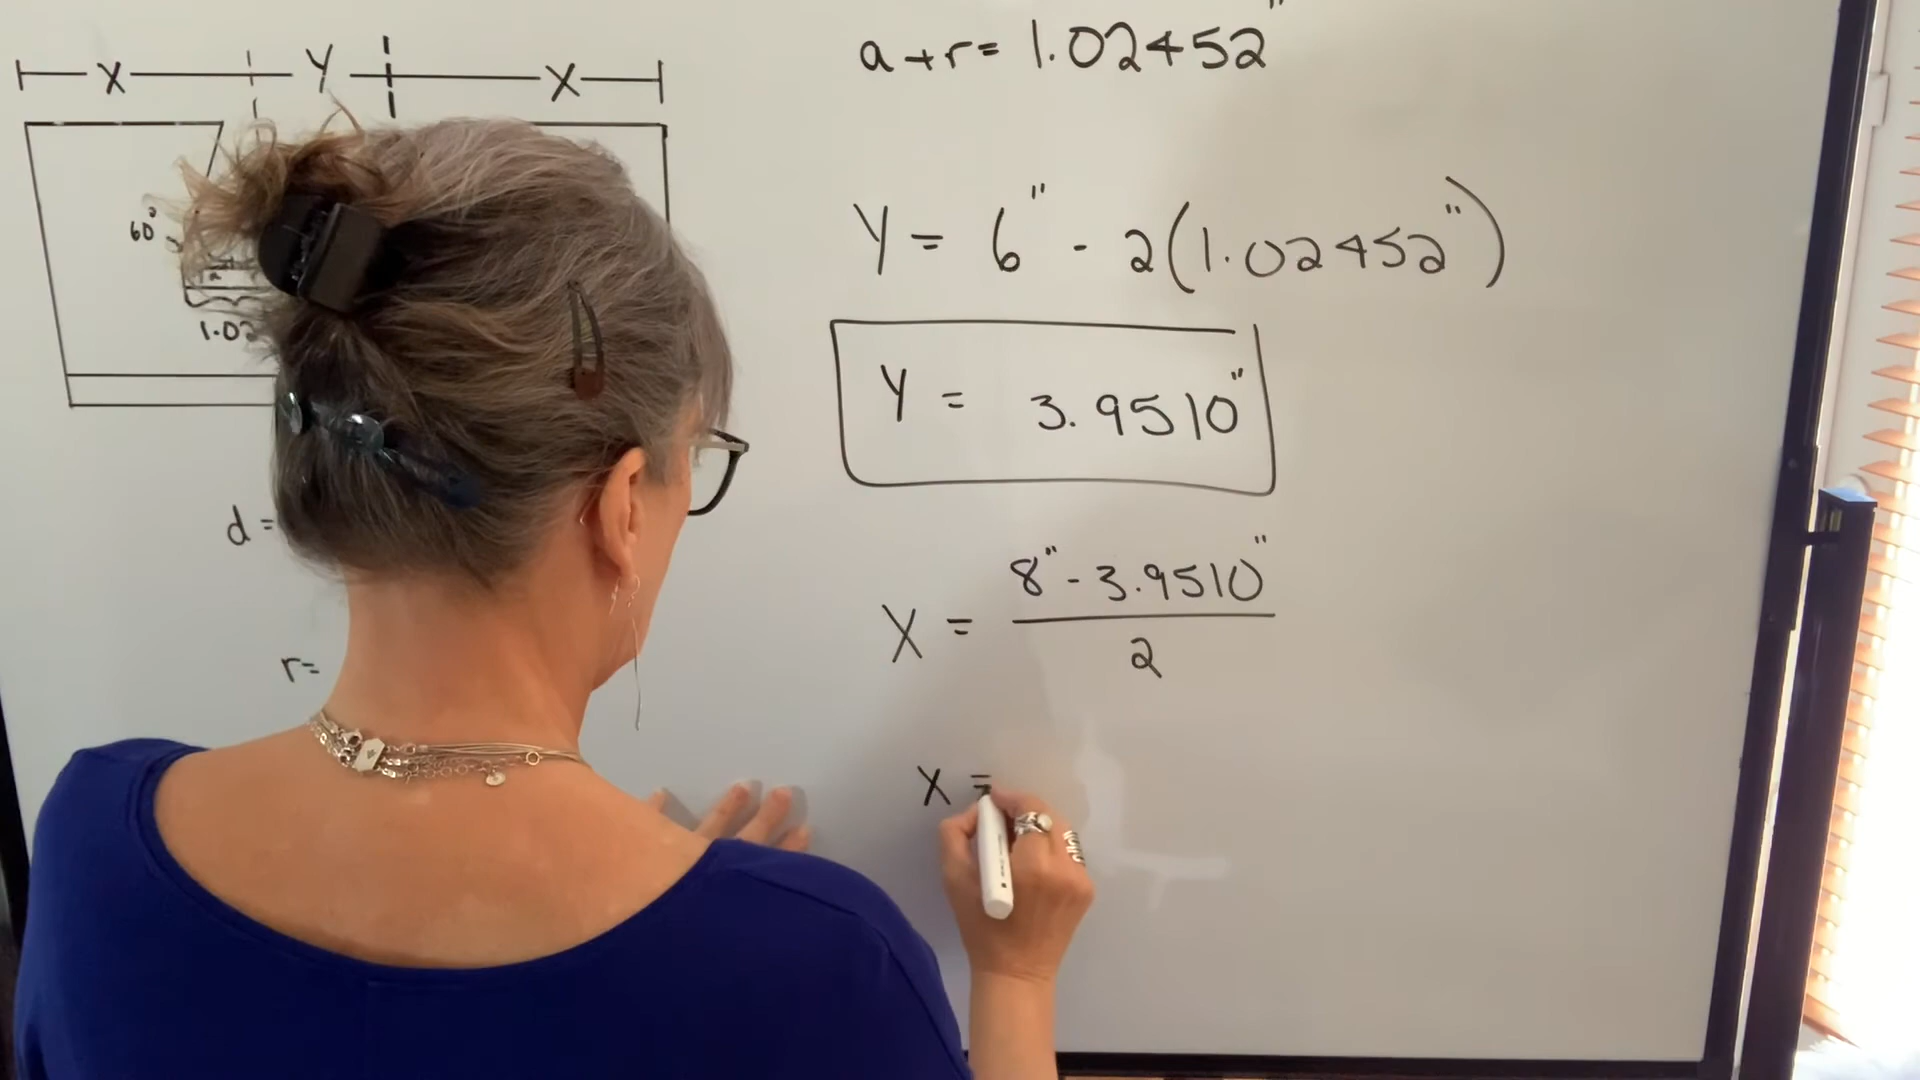 X Y X
60°
a
1.02
d =
r=
a+r= 1.02452"
Y = 6" - 2(1.02452")
Y = 3.9510"
X = 8" - 3.9510"
2
X =